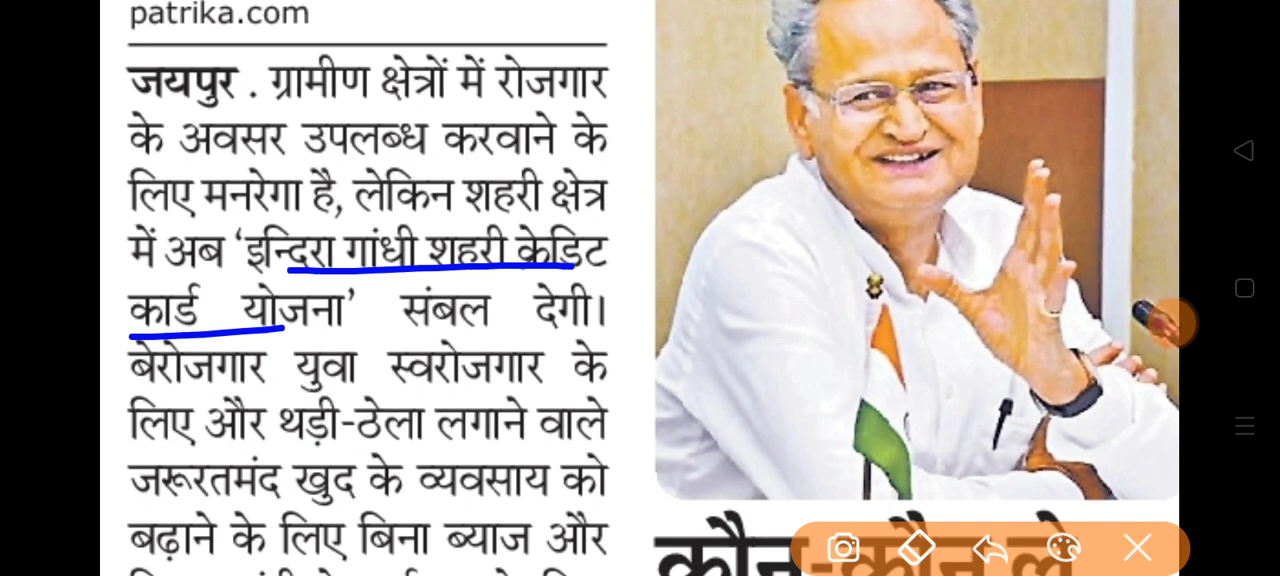 patrika.com
जयपुर. ग्रामीण क्षेत्रों में रोजगार
के अवसर उपलब्ध करवाने के
लिए मनरेगा है, लेकिन शहरी क्षेत्र
में अब ‘इन्दिरा गांधी शहरी क्रेडिट
कार्ड योजना’ संबल देगी।
बेरोजगार युवा स्वरोजगार के
लिए और थड़ी-ठेला लगाने वाले
जरूरतमंद खुद के व्यवसाय को
बढ़ाने के लिए बिना ब्याज और
कौन-कौन ले